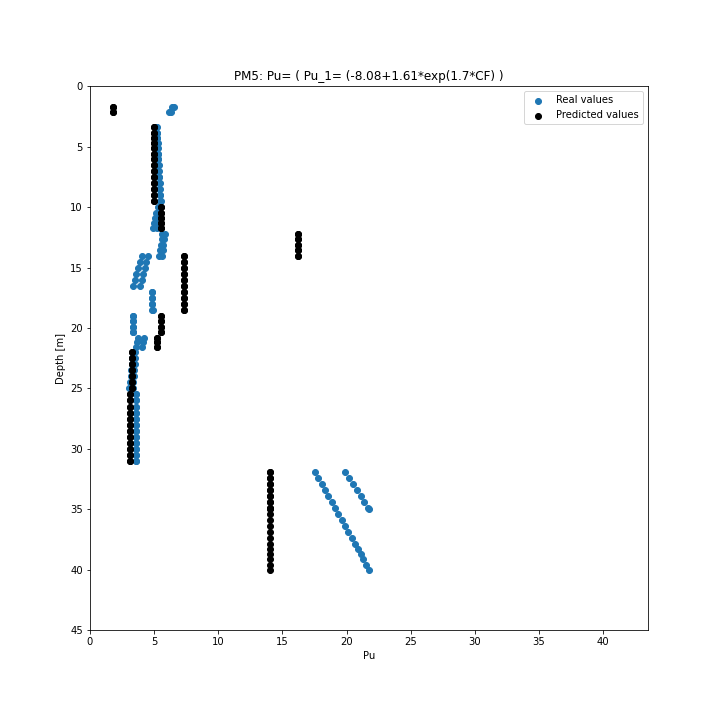 PM5: Pu= ( Pu_1= (-8.08+1.61*exp(1.7*CF) )
Real values
Predicted values
0
5
10
15
20
25
30
35
40
45
Depth [m]
0 5 10 15 20 25 30 35 40
Pu